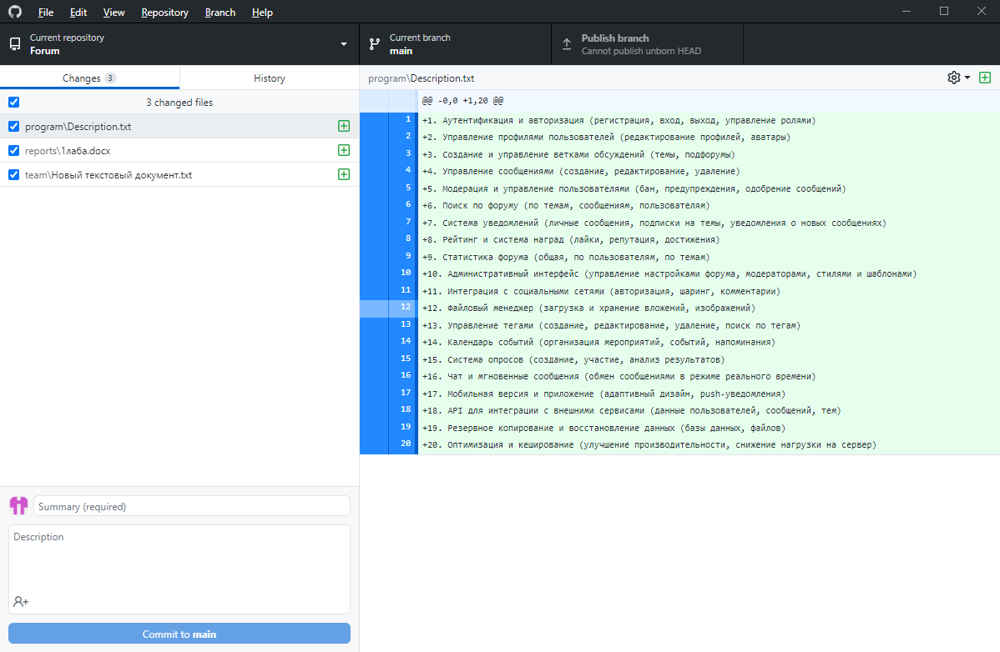 File Edit View Repository Branch Help
Current repository
Forum
Current branch
main
Publish branch
Cannot publish unborn HEAD
Changes 3
History
3 changed files
program\Description.txt
reports\1лаба.docx
team\Новый текстовый документ.txt
Summary (required)
Description
Commit to main
program\Description.txt
@@ -0,0 +1,20 @@
1 +1. Аутентификация и авторизация (регистрация, вход, выход, управление ролями)
2 +2. Управление профилями пользователей (редактирование профилей, аватары)
3 +3. Создание и управление ветками обсуждений (темы, подфорумы)
4 +4. Управление сообщениями (создание, редактирование, удаление)
5 +5. Модерация и управление пользователями (бан, предупреждения, одобрение сообщений)
6 +6. Поиск по форуму (по темам, сообщениям, пользователям)
7 +7. Система уведомлений (личные сообщения, подписки на темы, уведомления о новых сообщениях)
8 +8. Рейтинг и система наград (лайки, репутация, достижения)
9 +9. Статистика форума (общая, по пользователям, по темам)
10 +10. Административный интерфейс (управление настройками форума, модераторами, стилями и шаблонами)
11 +11. Интеграция с социальными сетями (авторизация, шаринг, комментарии)
12 +12. Файловый менеджер (загрузка и хранение вложений, изображений)
13 +13. Управление тегами (создание, редактирование, удаление, поиск по тегам)
14 +14. Календарь событий (организация мероприятий, событий, напоминания)
15 +15. Система опросов (создание, участие, анализ результатов)
16 +16. Чат и мгновенные сообщения (обмен сообщениями в режиме реального времени)
17 +17. Мобильная версия и приложение (адаптивный дизайн, push-уведомления)
18 +18. API для интеграции с внешними сервисами (данные пользователей, сообщений, тем)
19 +19. Резервное копирование и восстановление данных (базы данных, файлов)
20 +20. Оптимизация и кеширование (улучшение производительности, снижение нагрузки на сервер)